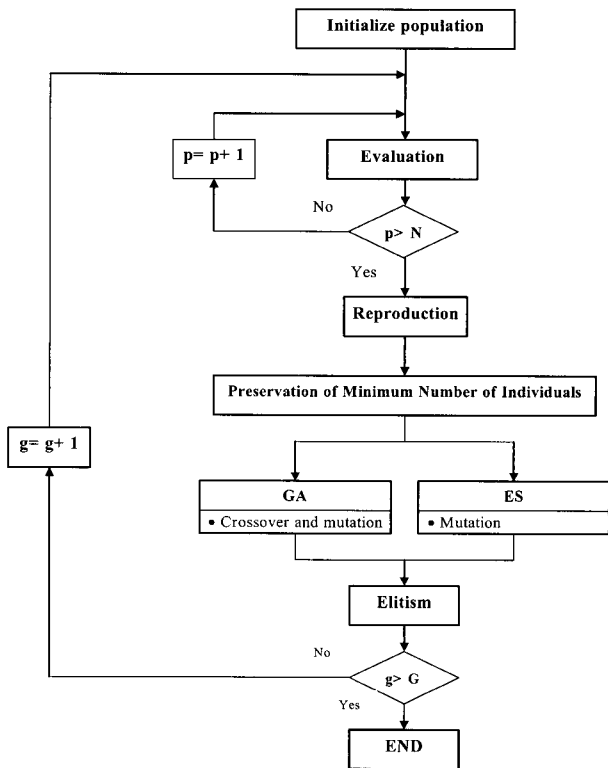 Initialize population
p= p+ 1
Evaluation
No
p> N
Yes
Reproduction
Preservation of Minimum Number of Individuals
g= g+ 1
GA
• Crossover and mutation
ES
• Mutation
Elitism
No
g> G
Yes
END